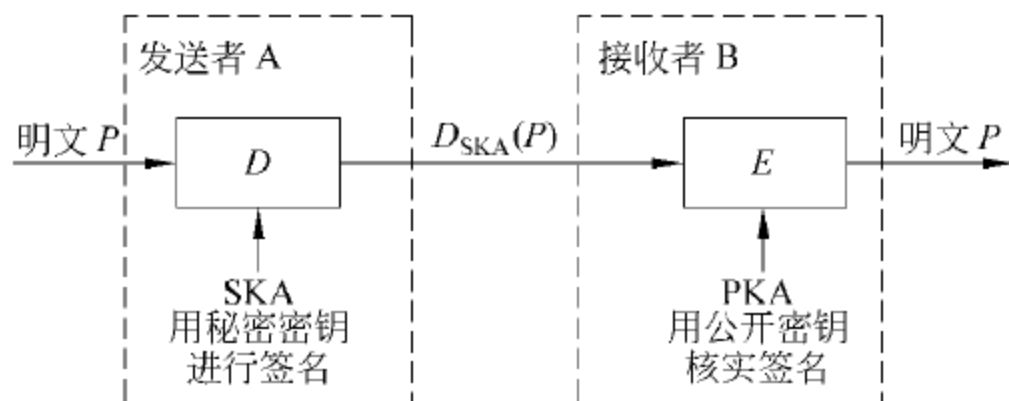 发送者 A
接收者 B
明文 P
D
D_SKA(P)
E
明文 P
SKA
用秘密密钥
进行签名
PKA
用公开密钥
核实签名